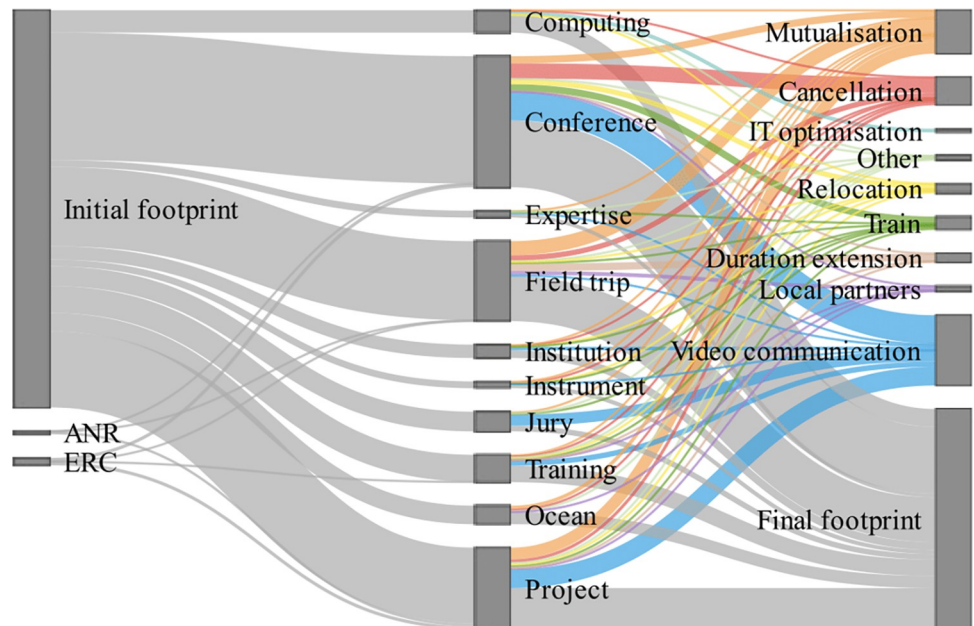 Initial footprint
ANR
ERC
Computing
Conference
Expertise
Field trip
Institution
Instrument
Jury
Training
Ocean
Project
Mutualisation
Cancellation
IT optimisation
Other
Relocation
Train
Duration extension
Local partners
Video communication
Final footprint